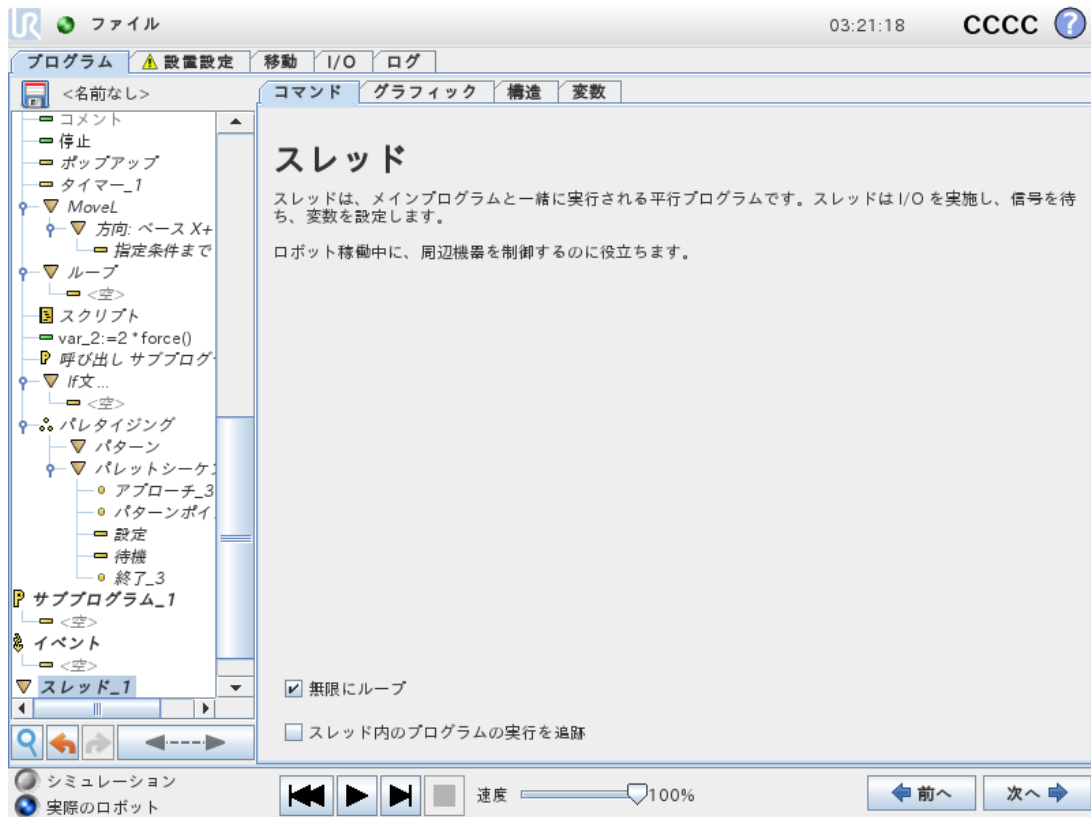 UR ファイル 03:21:18 CCCC ?
プログラム 設置設定 移動 I/O ログ
<名前なし>
コマンド グラフィック 構造 変数
コメント
停止
ポップアップ
タイマー_1
MoveL
方向: ベース X+
指定条件まで
ループ
<空>
スクリプト
var_2:=2 * force()
呼び出し サブプログ
If文 ...
<空>
パレタイジング
パターン
パレットシーケン
アプローチ_3
パターンポイ
設定
待機
終了_3
サブプログラム_1
<空>
イベント
<空>
スレッド_1
スレッド
スレッドは、メインプログラムと一緒に実行される平行プログラムです。スレッドは I/O を実施し、信号を待
ち、変数を設定します。
ロボット稼働中に、周辺機器を制御するのに役立ちます。
無限にループ
スレッド内のプログラムの実行を追跡
シミュレーション
実際のロボット
速度 100%
前へ 次へ